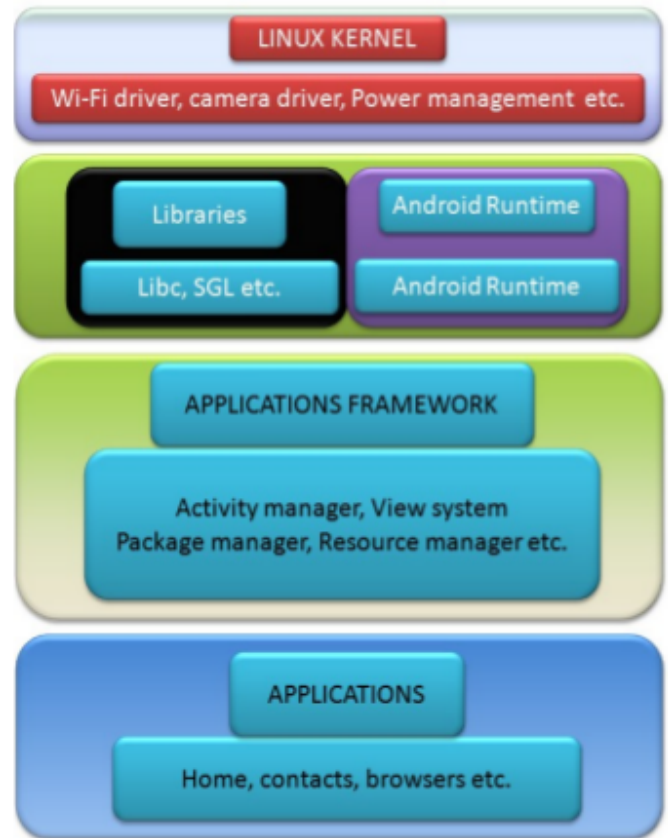 LINUX KERNEL
Wi-Fi driver, camera driver, Power management etc.
Libraries
Libc, SGL etc.
Android Runtime
Android Runtime
APPLICATIONS FRAMEWORK
Activity manager, View system
Package manager, Resource manager etc.
APPLICATIONS
Home, contacts, browsers etc.